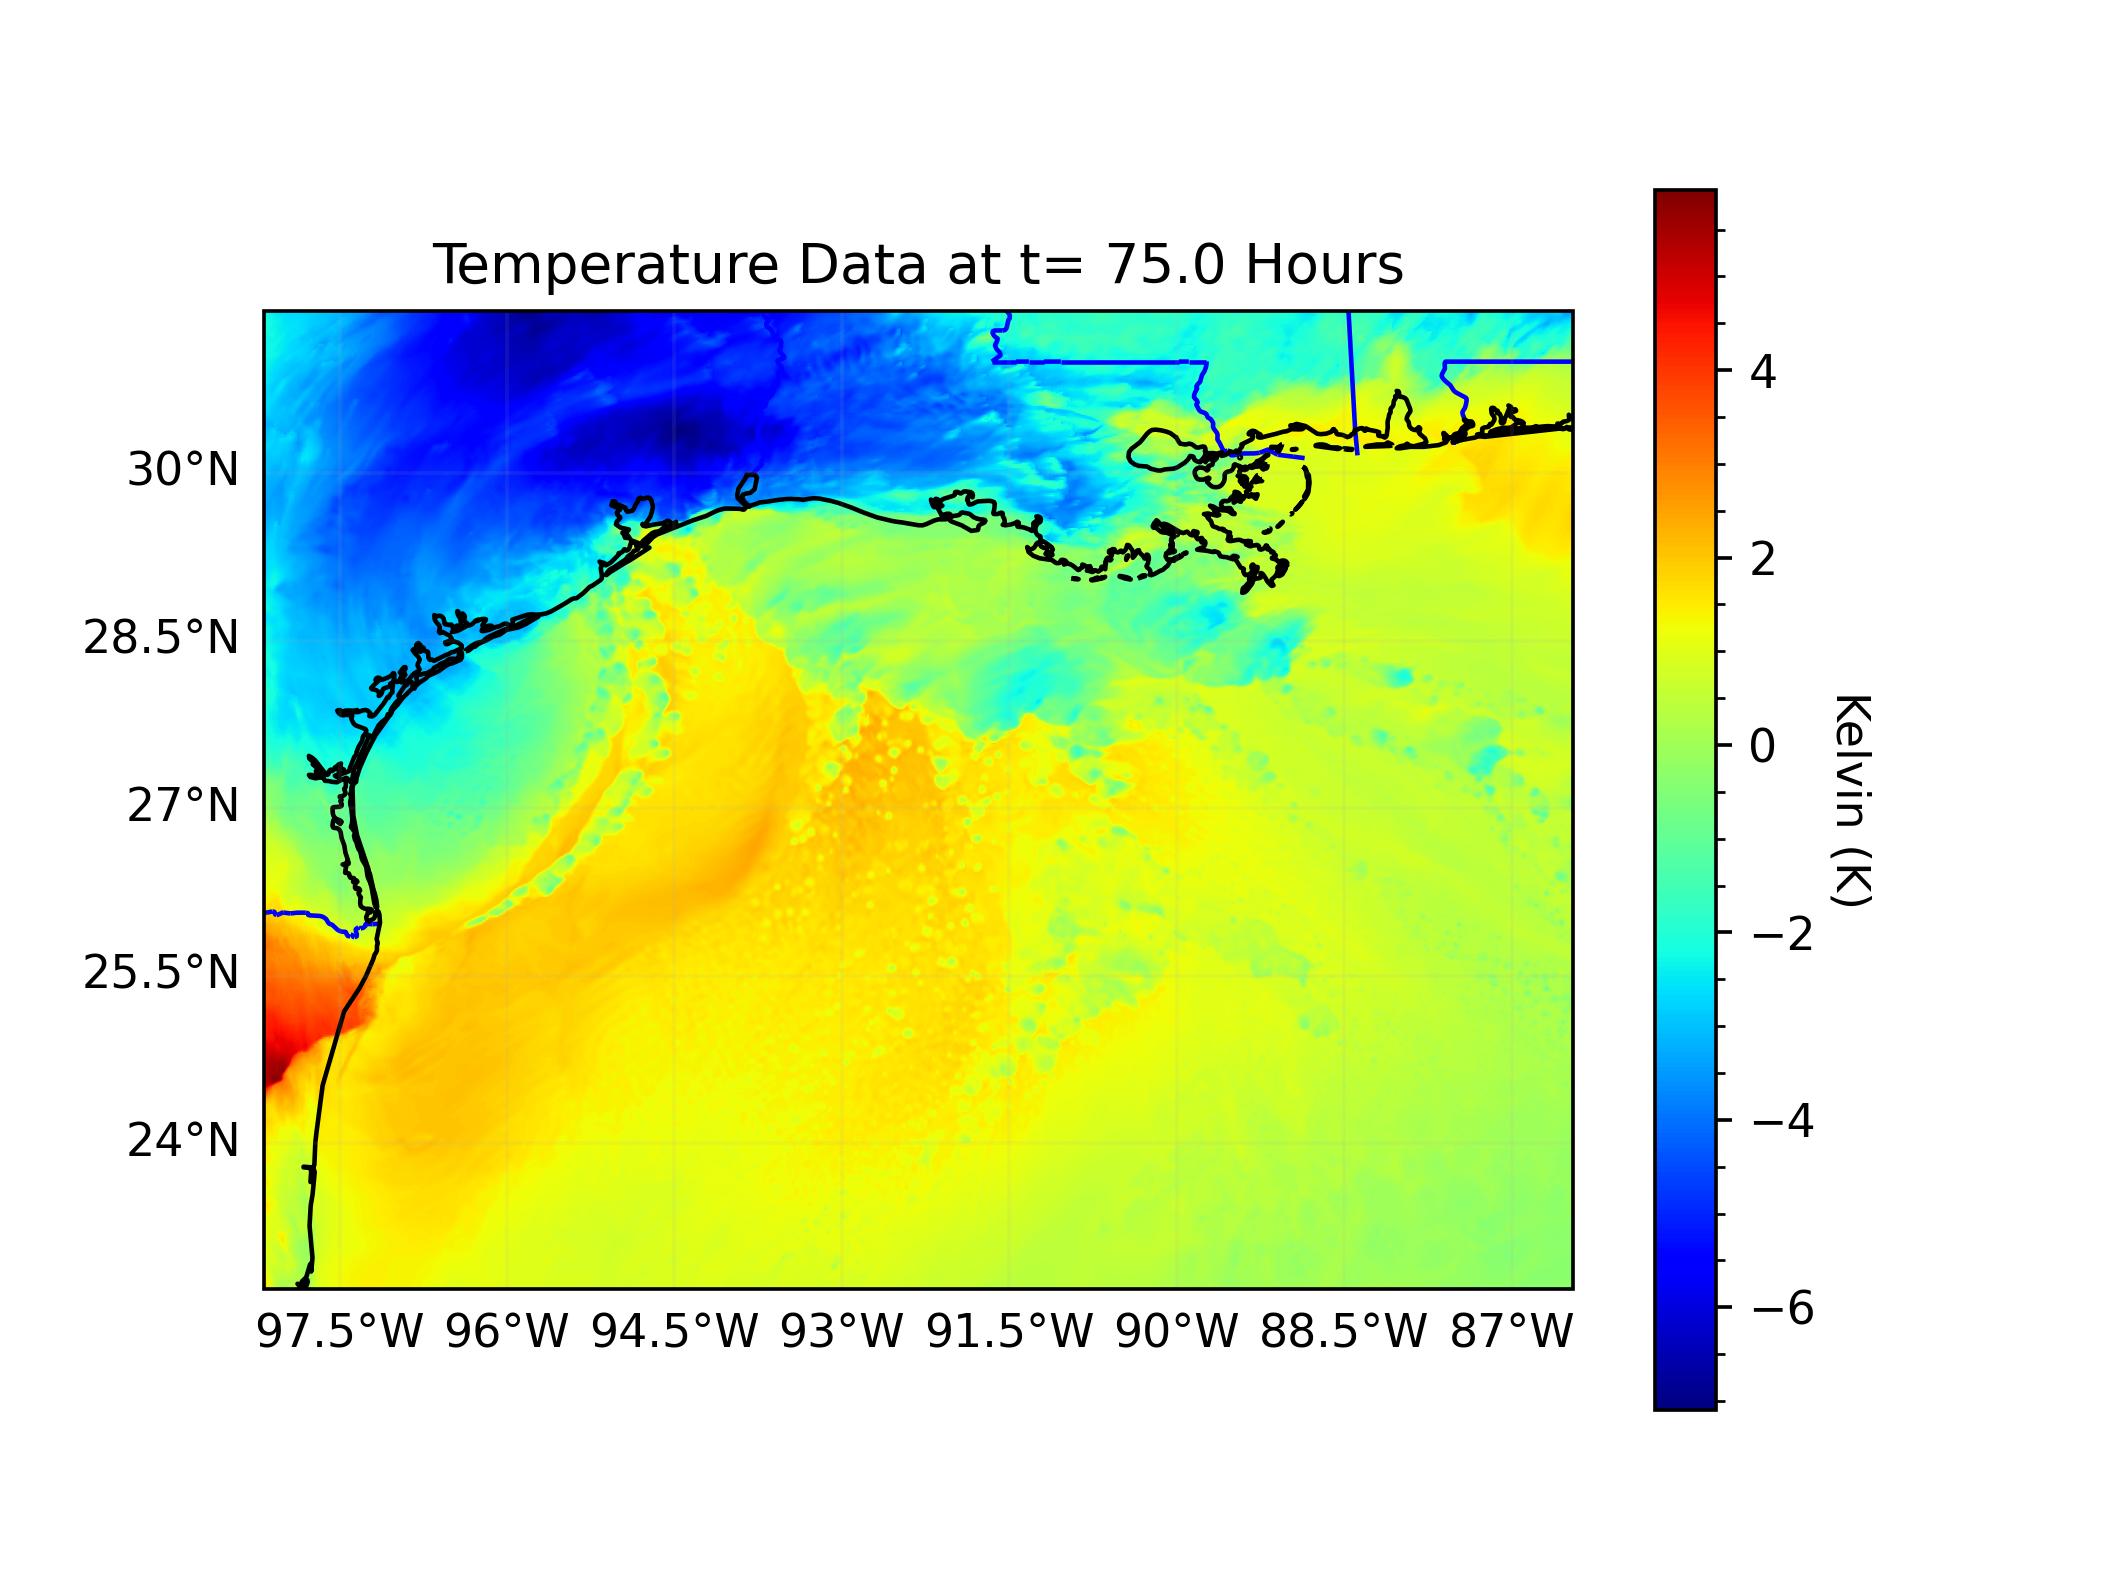 Temperature Data at t= 75.0 Hours
30°N
28.5°N
27°N
25.5°N
24°N
97.5°W 96°W 94.5°W 93°W 91.5°W 90°W 88.5°W 87°W
4
2
0
−2
−4
−6
Kelvin (K)